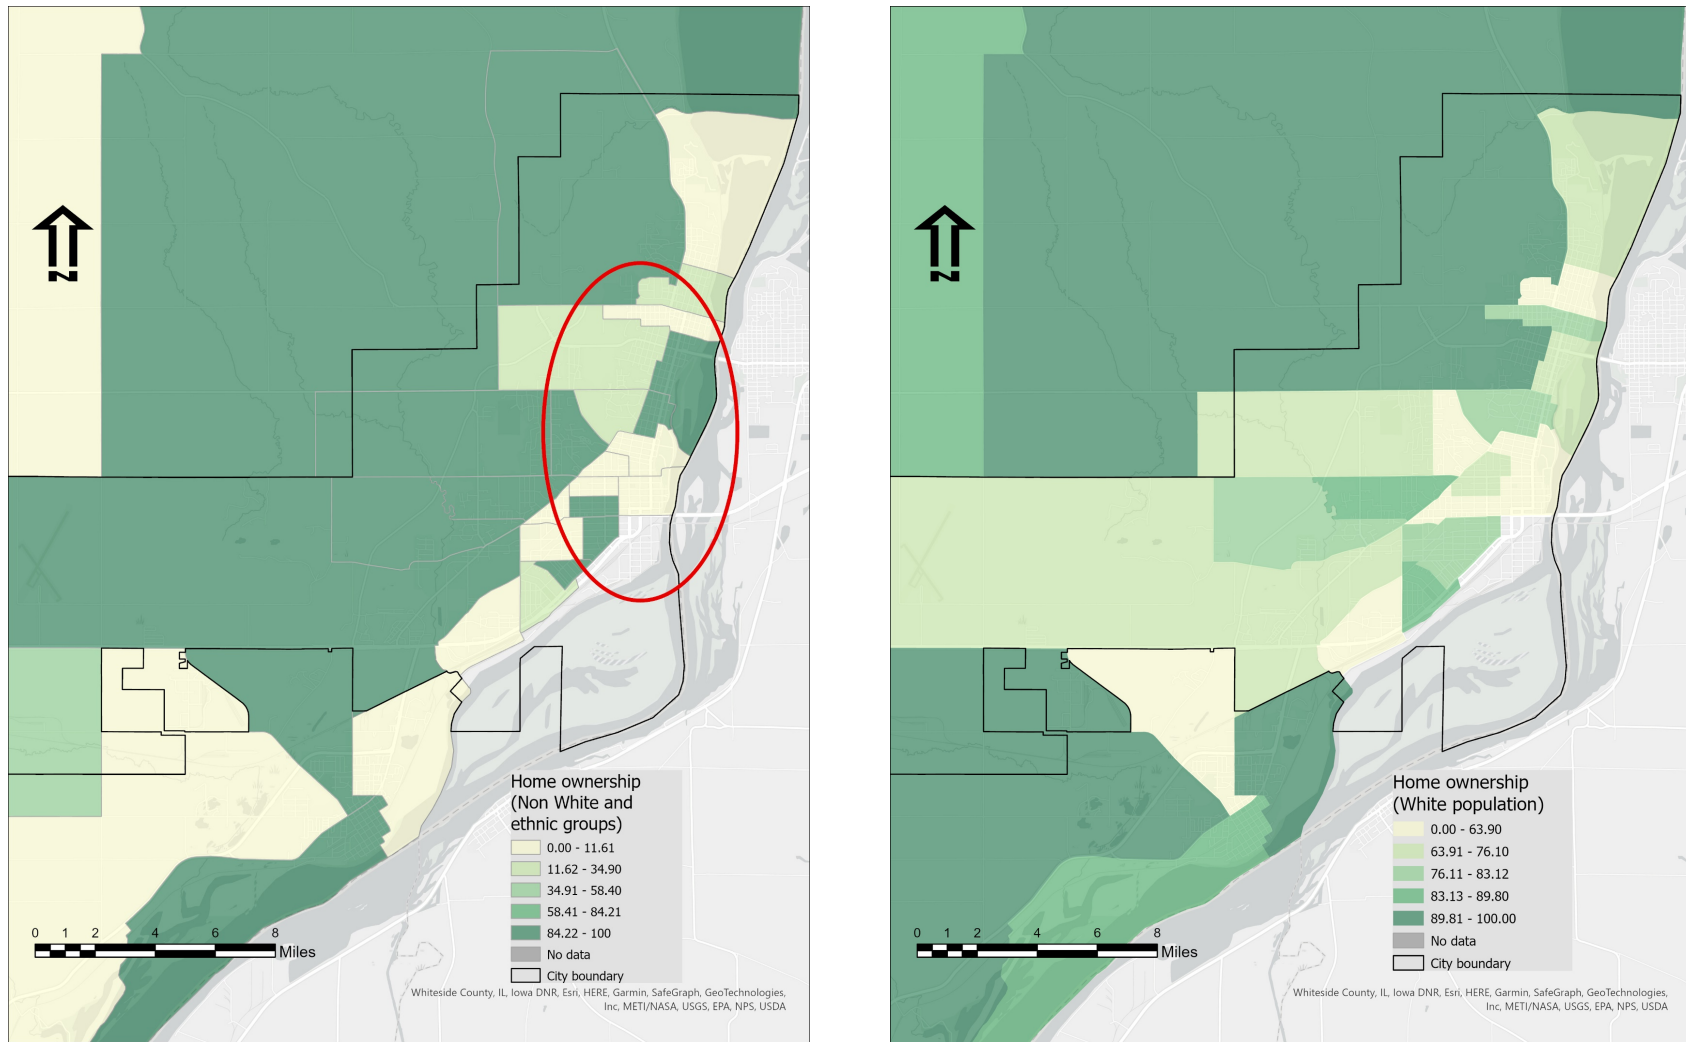 N
Home ownership
(Non White and
ethnic groups)
0.00 - 11.61
11.62 - 34.90
34.91 - 58.40
58.41 - 84.21
84.22 - 100
No data
City boundary
0 1 2 4 6 8
Miles
Whiteside County, IL, Iowa DNR, Esri, HERE, Garmin, SafeGraph, GeoTechnologies,
Inc, METI/NASA, USGS, EPA, NPS, USDA
N
Home ownership
(White population)
0.00 - 63.90
63.91 - 76.10
76.11 - 83.12
83.13 - 89.80
89.81 - 100.00
No data
City boundary
0 1 2 4 6 8
Miles
Whiteside County, IL, Iowa DNR, Esri, HERE, Garmin, SafeGraph, GeoTechnologies,
Inc, METI/NASA, USGS, EPA, NPS, USDA